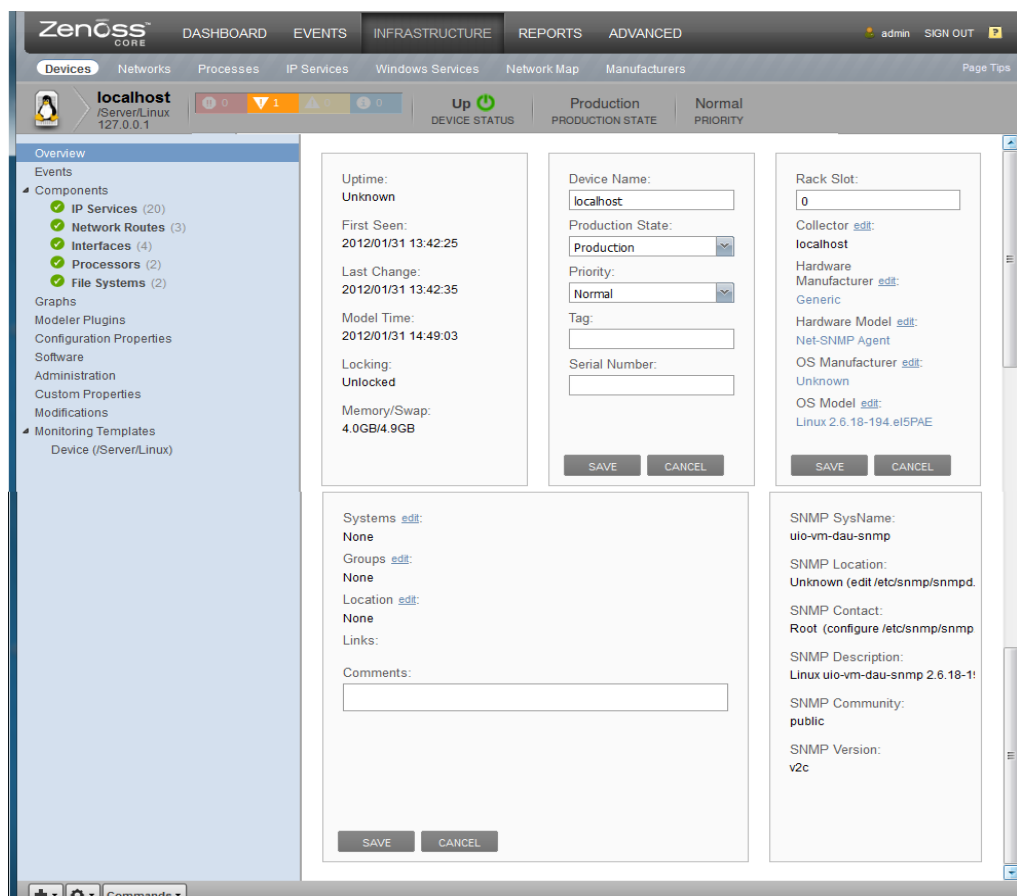 Zenoss™
CORE
DASHBOARD EVENTS INFRASTRUCTURE REPORTS ADVANCED
admin SIGN OUT ?
Devices Networks Processes IP Services Windows Services Network Map Manufacturers Page Tips
localhost
/Server/Linux
127.0.0.1
0 1 0 0
Up
DEVICE STATUS
Production
PRODUCTION STATE
Normal
PRIORITY
Overview
Events
Components
IP Services (20)
Network Routes (3)
Interfaces (4)
Processors (2)
File Systems (2)
Graphs
Modeler Plugins
Configuration Properties
Software
Administration
Custom Properties
Modifications
Monitoring Templates
Device (/Server/Linux)
Uptime:
Unknown
First Seen:
2012/01/31 13:42:25
Last Change:
2012/01/31 13:42:35
Model Time:
2012/01/31 14:49:03
Locking:
Unlocked
Memory/Swap:
4.0GB/4.9GB
Device Name:
localhost
Production State:
Production
Priority:
Normal
Tag:
Serial Number:
SAVE CANCEL
Rack Slot:
0
Collector edit:
localhost
Hardware
Manufacturer edit:
Generic
Hardware Model edit:
Net-SNMP Agent
OS Manufacturer edit:
Unknown
OS Model edit:
Linux 2.6.18-194.el5PAE
SAVE CANCEL
Systems edit:
None
Groups edit:
None
Location edit:
None
Links:
Comments:
SAVE CANCEL
SNMP SysName:
uio-vm-dau-snmp
SNMP Location:
Unknown (edit /etc/snmp/snmpd.
SNMP Contact:
Root (configure /etc/snmp/snmp
SNMP Description:
Linux uio-vm-dau-snmp 2.6.18-19
SNMP Community:
public
SNMP Version:
v2c
Commands